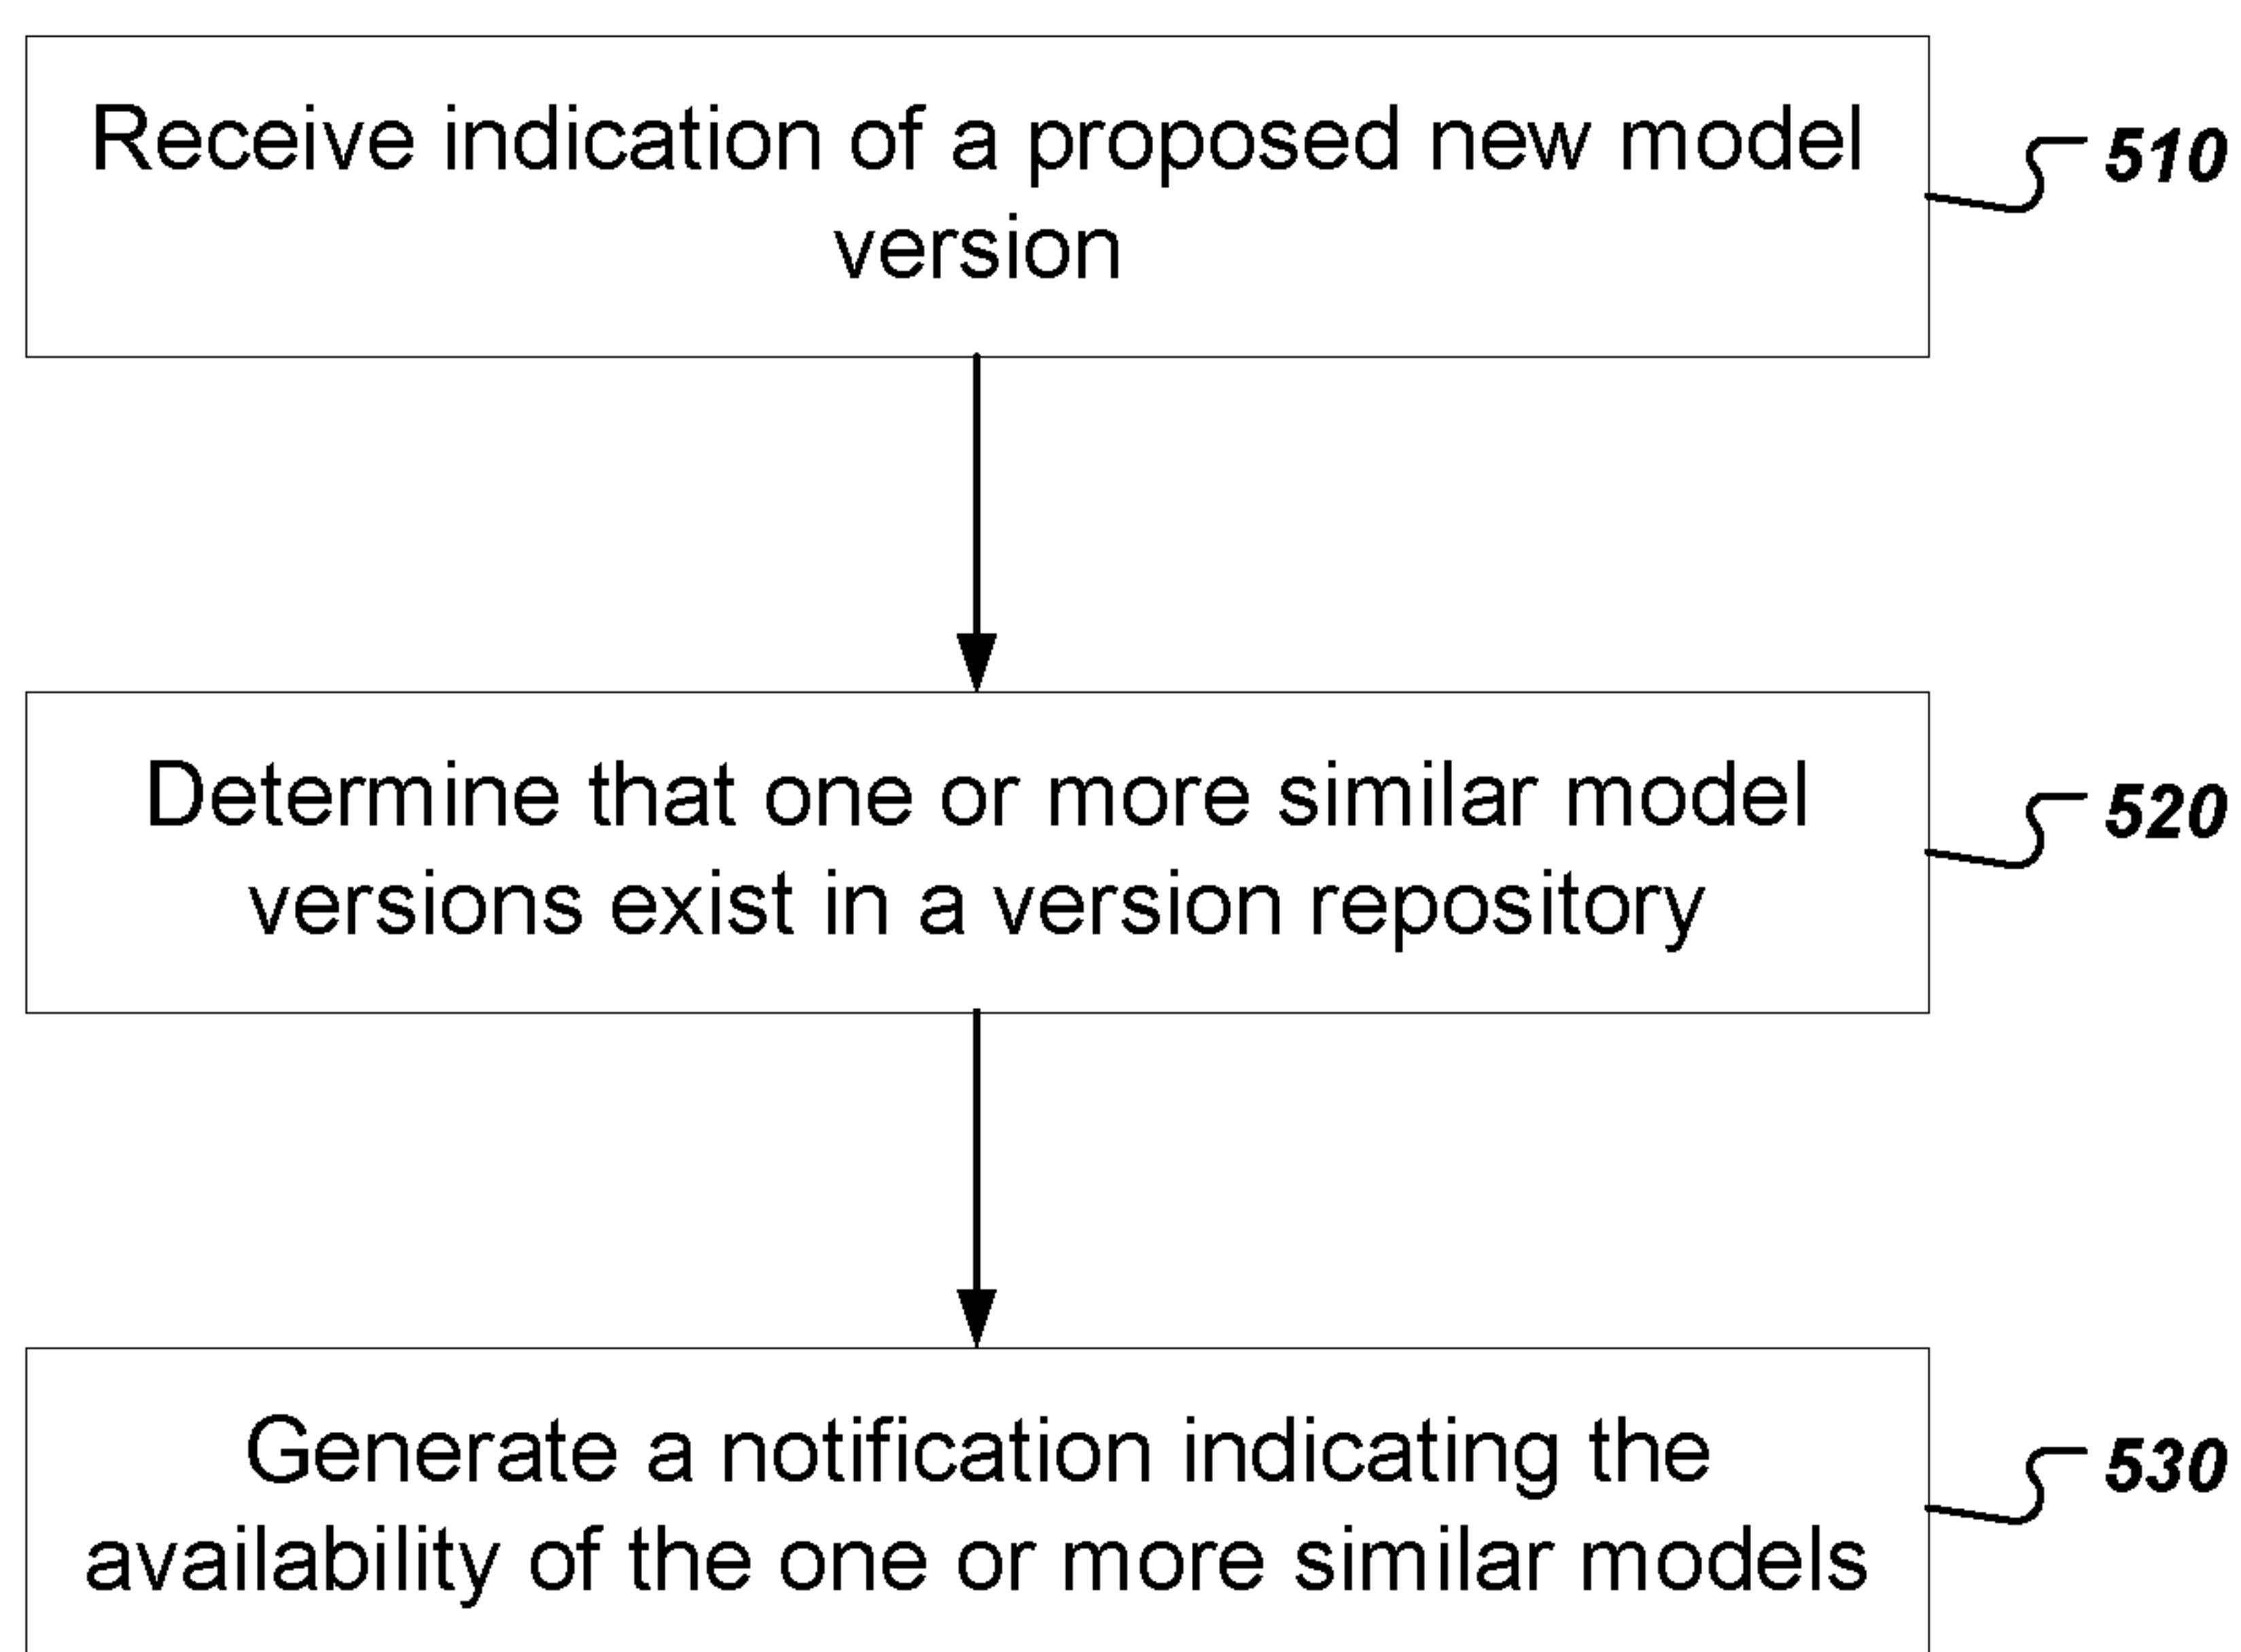 Receive indication of a proposed new model
version
510
Determine that one or more similar model
versions exist in a version repository
520
Generate a notification indicating the
availability of the one or more similar models
530